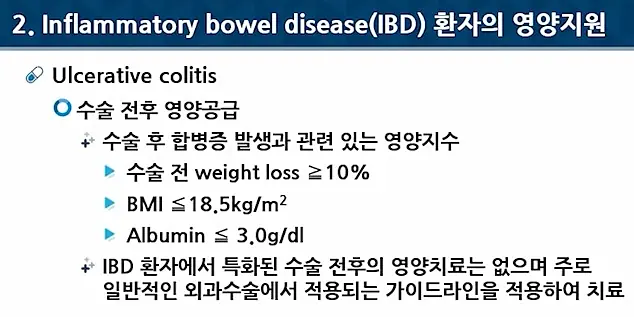 2. Inflammatory bowel disease(IBD) 환자의 영양지원
Ulcerative colitis
수술 전후 영양공급
수술 후 합병증 발생과 관련 있는 영양지수
수술 전 weight loss ≧10%
BMI ≦18.5kg/m²
Albumin ≦ 3.0g/dl
IBD 환자에서 특화된 수술 전후의 영양치료는 없으며 주로
일반적인 외과수술에서 적용되는 가이드라인을 적용하여 치료